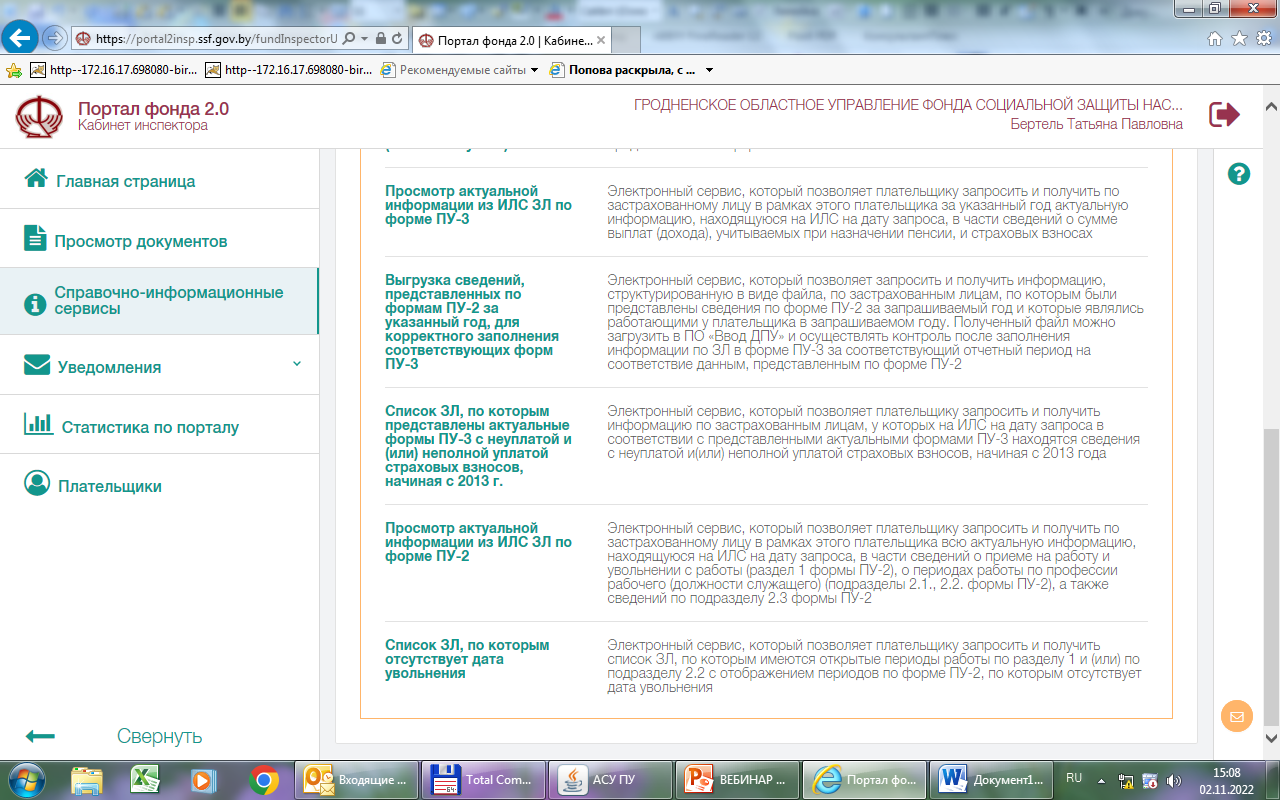 https://portal2insp.ssf.gov.by/fundInspectorU
Портал фонда 2.0 | Кабине...
http--172.16.17.698080-bir...
http--172.16.17.698080-bir...
Рекомендуемые сайты
Попова раскрыла, с ...
Портал фонда 2.0
Кабинет инспектора
ГРОДНЕНСКОЕ ОБЛАСТНОЕ УПРАВЛЕНИЕ ФОНДА СОЦИАЛЬНОЙ ЗАЩИТЫ НАС...
Бертель Татьяна Павловна
Главная страница
Просмотр документов
Справочно-информационные
сервисы
Уведомления
Статистика по порталу
Плательщики
Свернуть
Просмотр актуальной
информации из ИЛС ЗЛ по
форме ПУ-3
Электронный сервис, который позволяет плательщику запросить и получить по
застрахованному лицу в рамках этого плательщика за указанный год актуальную
информацию, находящуюся на ИЛС на дату запроса, в части сведений о сумме
выплат (дохода), учитываемых при назначении пенсии, и страховых взносах
Выгрузка сведений,
представленных по
формам ПУ-2 за
указанный год, для
корректного заполнения
соответствующих форм
ПУ-3
Электронный сервис, который позволяет запросить и получить информацию,
структурированную в виде файла, по застрахованным лицам, по которым были
представлены сведения по форме ПУ-2 за запрашиваемый год и которые являлись
работающими у плательщика в запрашиваемом году. Полученный файл можно
загрузить в ПО «Ввод ДПУ» и осуществлять контроль после заполнения
информации по ЗЛ в форме ПУ-3 за соответствующий отчетный период на
соответствие данным, представленным по форме ПУ-2
Список ЗЛ, по которым
представлены актуальные
формы ПУ-3 с неуплатой и
(или) неполной уплатой
страховых взносов,
начиная с 2013 г.
Электронный сервис, который позволяет плательщику запросить и получить
информацию по застрахованным лицам, у которых на ИЛС на дату запроса в
соответствии с представленными актуальными формами ПУ-3 находятся сведения
с неуплатой и(или) неполной уплатой страховых взносов, начиная с 2013 года
Просмотр актуальной
информации из ИЛС ЗЛ по
форме ПУ-2
Электронный сервис, который позволяет плательщику запросить и получить по
застрахованному лицу в рамках этого плательщика всю актуальную информацию,
находящуюся на ИЛС на дату запроса, в части сведений о приеме на работу и
увольнении с работы (раздел 1 формы ПУ-2), о периодах работы по профессии
рабочего (должности служащего) (подразделы 2.1., 2.2. формы ПУ-2), а также
сведений по подразделу 2.3 формы ПУ-2
Список ЗЛ, по которым
отсутствует дата
увольнения
Электронный сервис, который позволяет плательщику запросить и получить
список ЗЛ, по которым имеются открытые периоды работы по разделу 1 и (или) по
подразделу 2.2 с отображением периодов по форме ПУ-2, по которым отсутствует
дата увольнения
Входящие ...
Total Com...
АСУ ПУ
ВЕБИНАР ...
Портал фо...
Документ1...
RU
15:08
02.11.2022